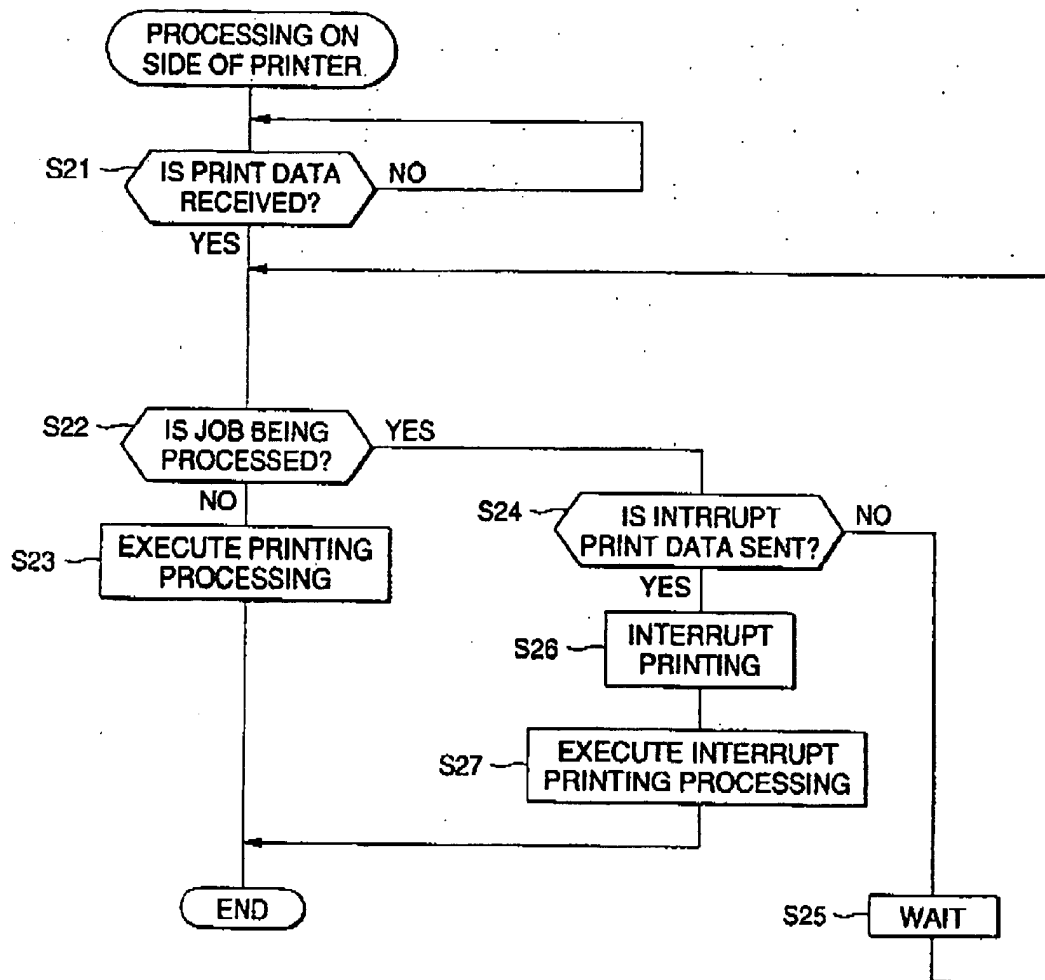 PROCESSING ON
SIDE OF PRINTER
S21
IS PRINT DATA
RECEIVED?
NO
YES
S22
IS JOB BEING
PROCESSED?
YES
NO
S23
EXECUTE PRINTING
PROCESSING
S24
IS INTRRUPT
PRINT DATA SENT?
NO
YES
S26
INTERRUPT
PRINTING
S27
EXECUTE INTERRUPT
PRINTING PROCESSING
END
S25
WAIT